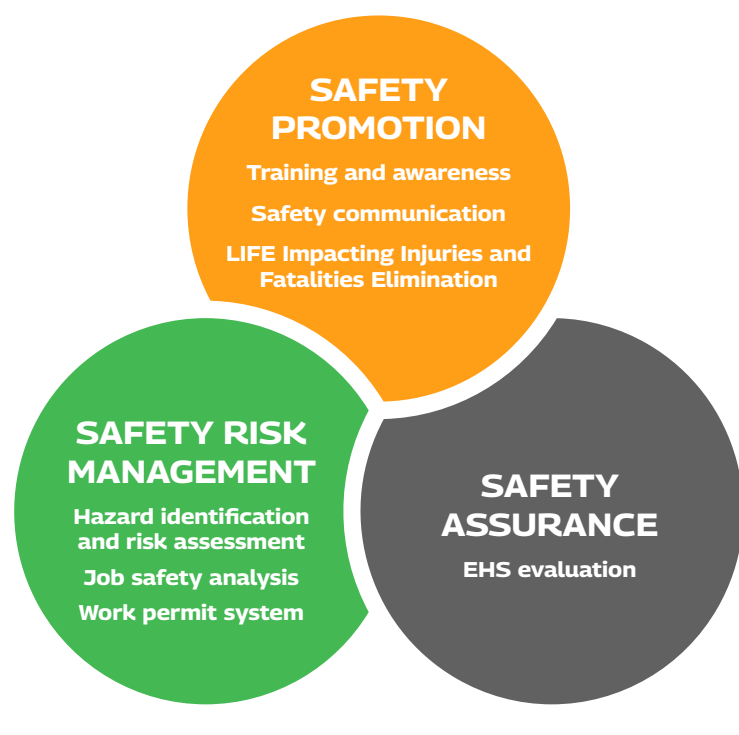 SAFETY
PROMOTION
Training and awareness
Safety communication
LIFE Impacting Injuries and
Fatalities Elimination
SAFETY RISK
MANAGEMENT
Hazard identification
and risk assessment
Job safety analysis
Work permit system
SAFETY
ASSURANCE
EHS evaluation